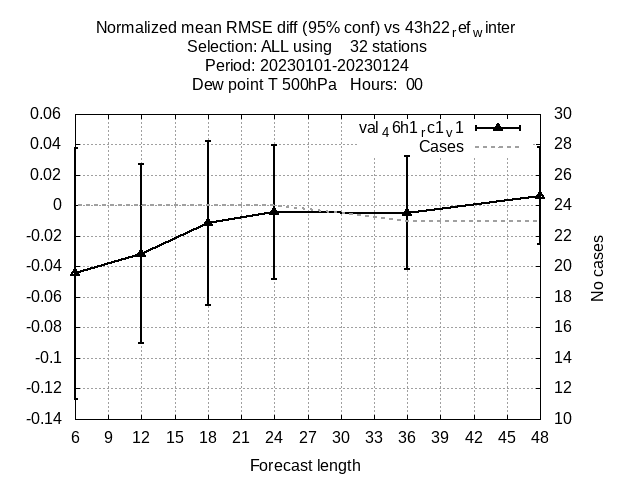 Normalized mean RMSE diff (95% conf) vs 43h22refwinter
Selection: ALL using    32 stations
Period: 20230101-20230124
Dew point T 500hPa   Hours:  00
0.06
0.04
0.02
0
-0.02
-0.04
-0.06
-0.08
-0.1
-0.12
-0.14
30
28
26
24
22
20
18
16
14
12
10
val46h1rc1v1
Cases
No cases
6 9 12 15 18 21 24 27 30 33 36 39 42 45 48
Forecast length